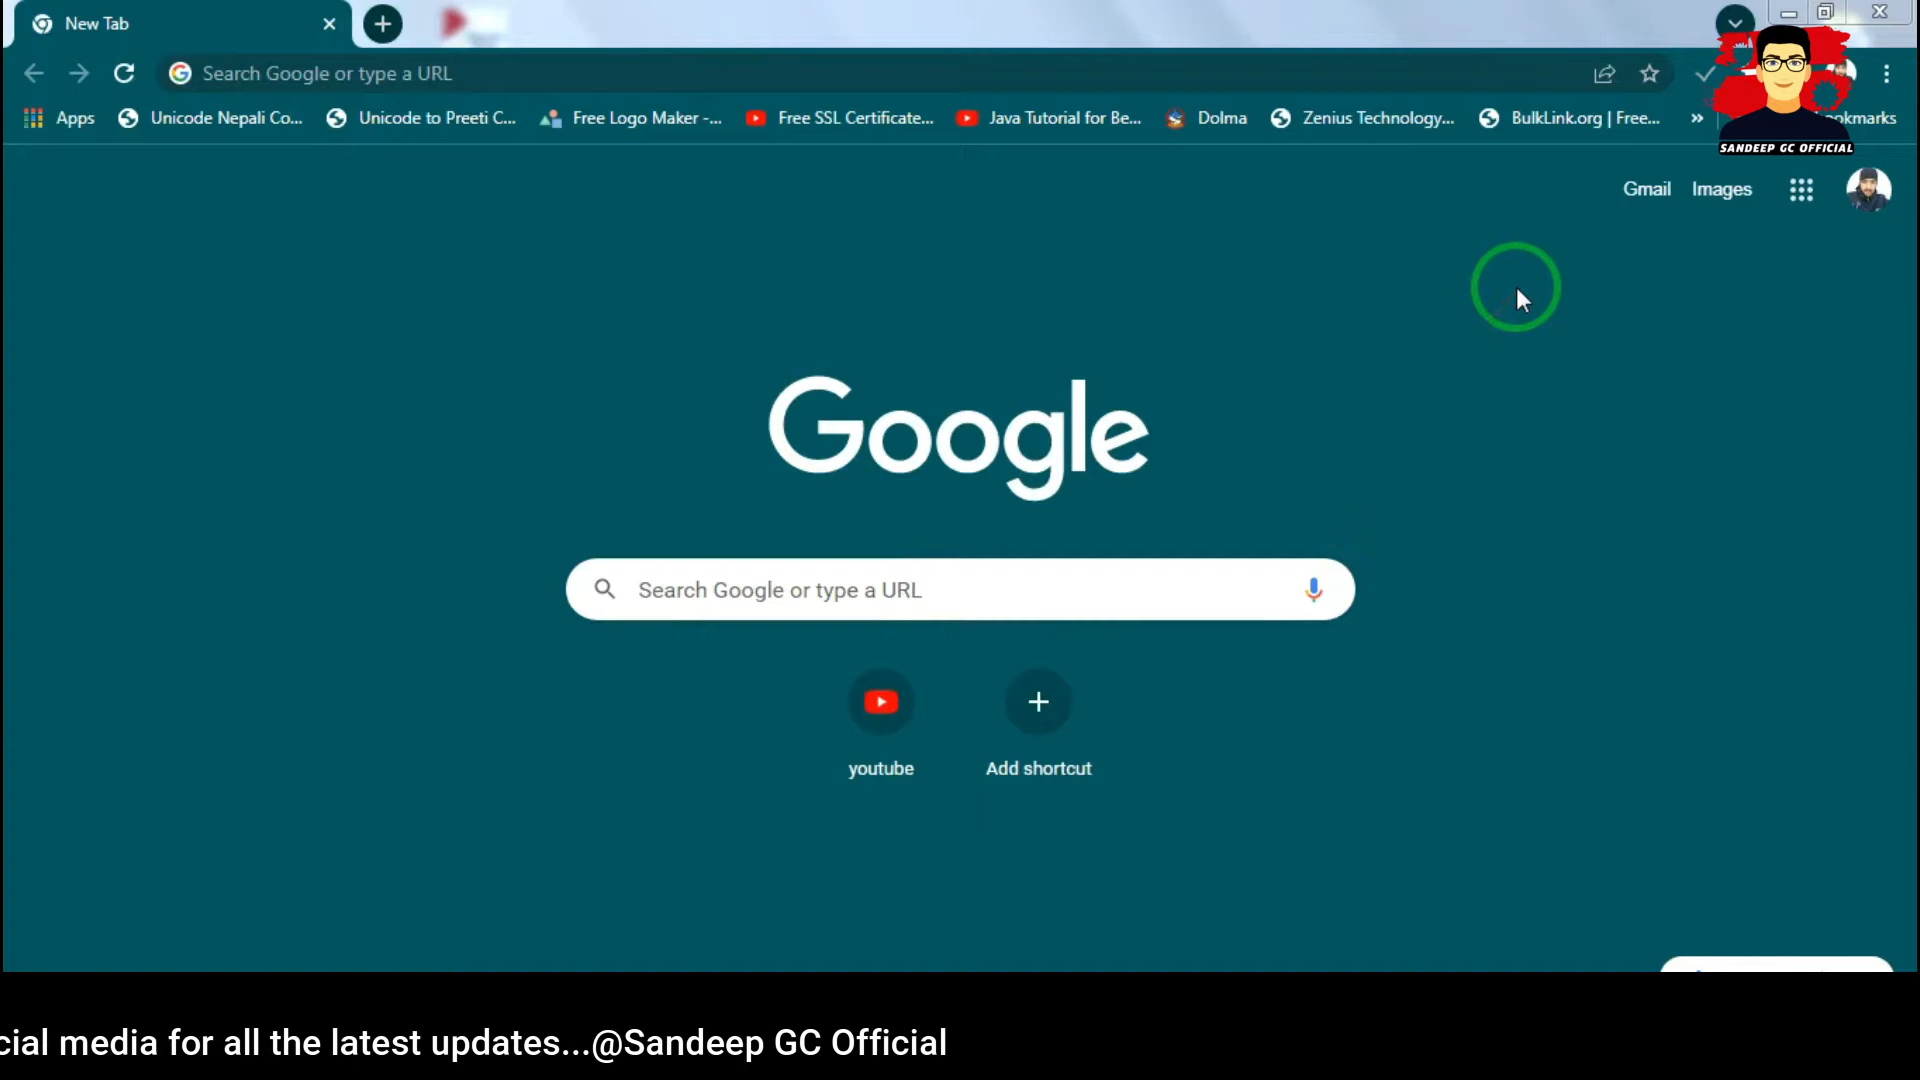 New Tab
Search Google or type a URL
Apps
Unicode Nepali Co...
Unicode to Preeti C...
Free Logo Maker -...
Free SSL Certificate...
Java Tutorial for Be...
Dolma
Zenius Technology...
BulkLink.org | Free...
»
ookmarks
SANDEEP GC OFFICIAL
Gmail
Images
Google
Search Google or type a URL
youtube
Add shortcut
cial media for all the latest updates...@Sandeep GC Official